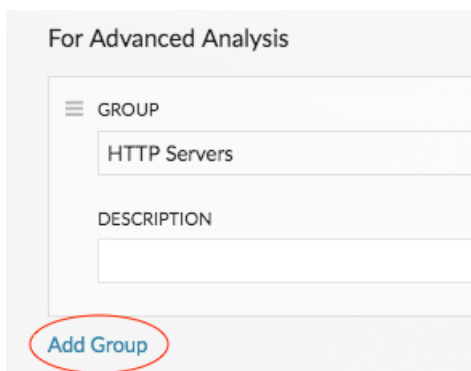 For Advanced Analysis
GROUP
HTTP Servers
DESCRIPTION
Add Group